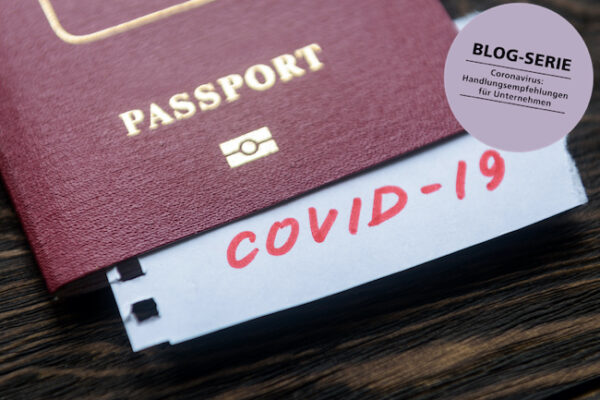 BLOG-SERIE
Coronavirus:
Handlungsempfehlungen
für Unternehmen
PASSPORT
COVID-19